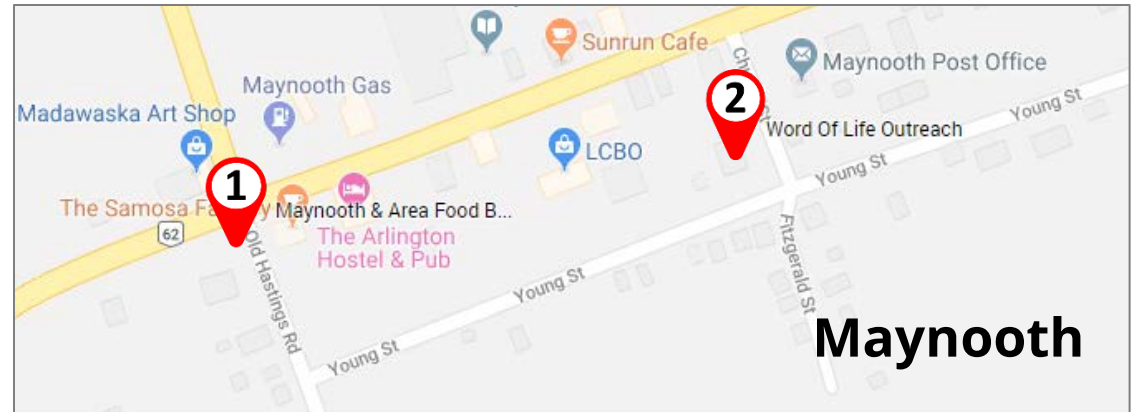 Sunrun Cafe
Maynooth Post Office
Maynooth Gas
Madawaska Art Shop
2
Young St
Word Of Life Outreach
LCBO
Young St
1
The Samosa
Maynooth & Area Food B...
62
The Arlington
Hostel & Pub
Old Hastings Rd
Fitzgerald St
Young St
Maynooth
Young St